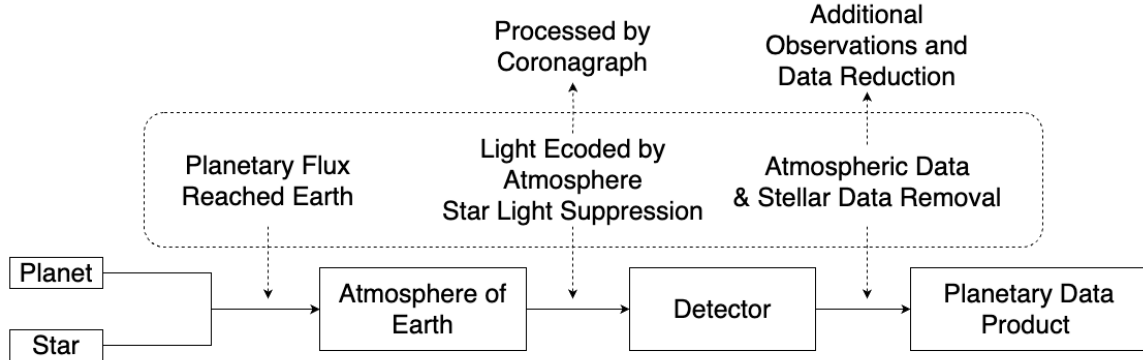 Processed by
Coronagraph
Additional
Observations and
Data Reduction
Planetary Flux
Reached Earth
Light Ecoded by
Atmosphere
Star Light Suppression
Atmospheric Data
& Stellar Data Removal
Planet
Star
Atmosphere of
Earth
Detector
Planetary Data
Product